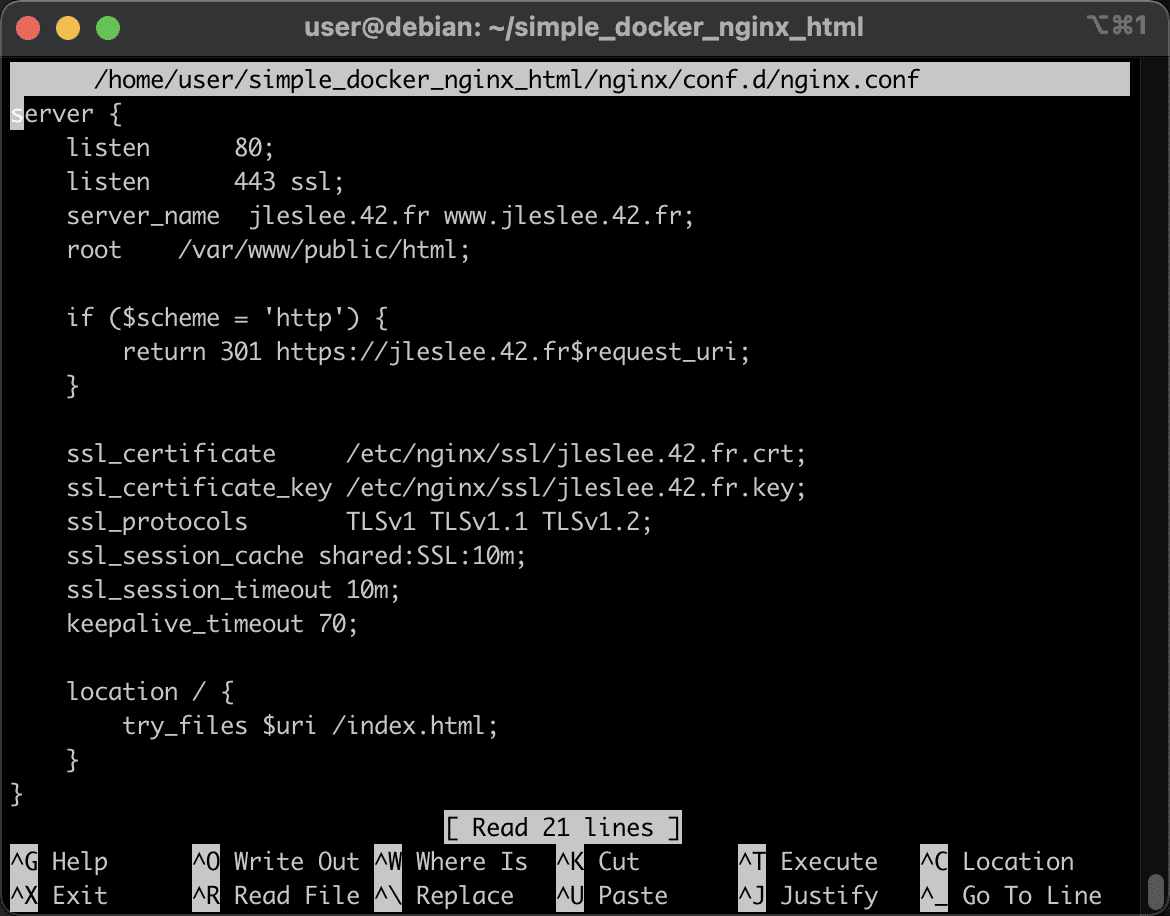 user@debian: ~/simple_docker_nginx_html ⌥⌘1
/home/user/simple_docker_nginx_html/nginx/conf.d/nginx.conf
server {
    listen      80;
    listen      443 ssl;
    server_name  jleslee.42.fr www.jleslee.42.fr;
    root    /var/www/public/html;

    if ($scheme = 'http') {
        return 301 https://jleslee.42.fr$request_uri;
    }

    ssl_certificate     /etc/nginx/ssl/jleslee.42.fr.crt;
    ssl_certificate_key /etc/nginx/ssl/jleslee.42.fr.key;
    ssl_protocols       TLSv1 TLSv1.1 TLSv1.2;
    ssl_session_cache shared:SSL:10m;
    ssl_session_timeout 10m;
    keepalive_timeout 70;

    location / {
        try_files $uri /index.html;
    }
}
[ Read 21 lines ]
^G Help      ^O Write Out ^W Where Is  ^K Cut       ^T Execute   ^C Location
^X Exit      ^R Read File ^\ Replace   ^U Paste     ^J Justify   ^_ Go To Line